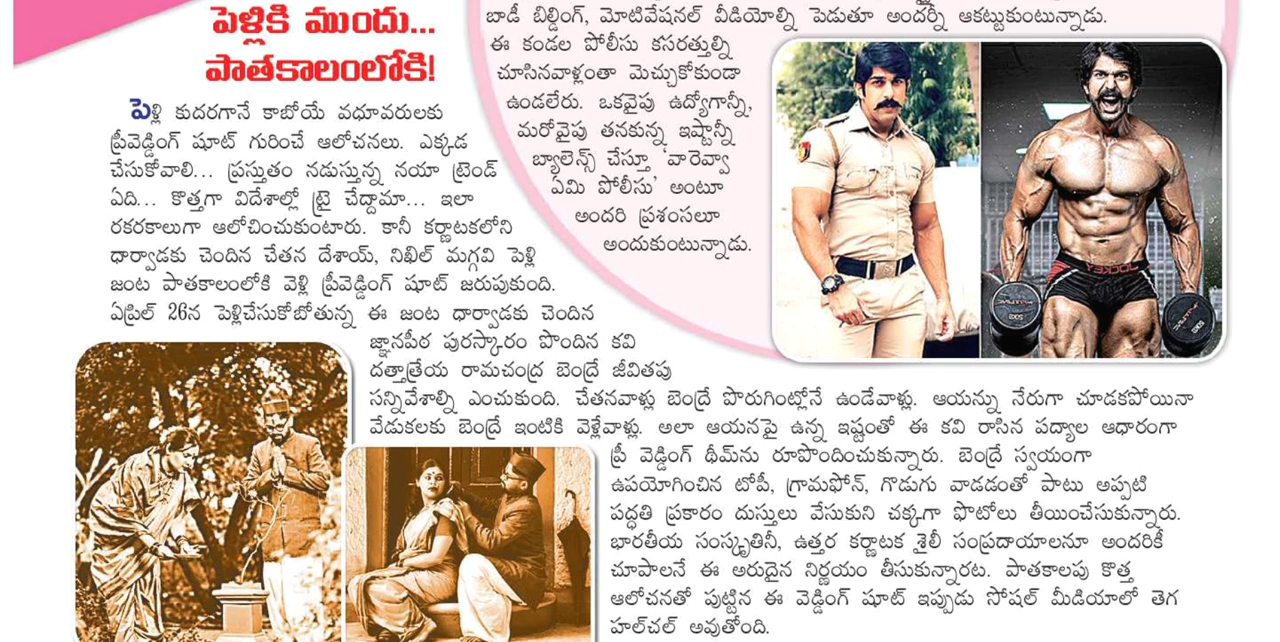 బాడీ బిల్డింగ్, మోటివేషనల్ వీడియోల్ని పెడుతూ అందర్నీ ఆకట్టుకుంటున్నాడు.
ఈ కండల పోలీసు కసరత్తుల్ని
చూసినవాళ్లంతా మెచ్చుకోకుండా
ఉండలేరు. ఒకవైపు ఉద్యోగాన్నీ,
మరోవైపు తనకున్న ఇష్టాన్నీ
బ్యాలెన్స్ చేస్తూ 'వారెవ్వా
ఏమి పోలీసు' అంటూ
అందరి ప్రశంసలూ
అందుకుంటున్నాడు.
పెళ్లికి ముందు...
పాతకాలంలోకి!
పెళ్లి కుదరగానే కాబోయే వధూవరులకు
ప్రీవెడ్డింగ్ షూట్ గురించే ఆలోచనలు. ఎక్కడ
చేసుకోవాలి... ప్రస్తుతం నడుస్తున్న నయా ట్రెండ్
ఏది... కొత్తగా విదేశాల్లో ట్రై చేద్దామా... ఇలా
రకరకాలుగా ఆలోచించుకుంటారు. కానీ కర్ణాటకలోని
ధార్వాడకు చెందిన చేతన దేశాయ్, నిఖిల్ మగ్గవి పెళ్లి
జంట పాతకాలంలోకి వెళ్లి ప్రీవెడ్డింగ్ షూట్ జరుపుకుంది.
ఏప్రిల్ 26న పెళ్లిచేసుకోబోతున్న ఈ జంట ధార్వాడకు చెందిన
జ్ఞానపీఠ పురస్కారం పొందిన కవి
దత్తాత్రేయ రామచంద్ర బెంద్రే జీవితపు
సన్నివేశాల్ని ఎంచుకుంది. చేతనవాళ్లు బెంద్రే పొరుగింట్లోనే ఉండేవాళ్లు. ఆయన్ను నేరుగా చూడకపోయినా
వేడుకలకు బెంద్రే ఇంటికి వెళ్లేవాళ్లు. అలా ఆయనపై ఉన్న ఇష్టంతో ఈ కవి రాసిన పద్యాల ఆధారంగా
ప్రీ వెడ్డింగ్ థీమ్‌ను రూపొందించుకున్నారు. బెంద్రే స్వయంగా
ఉపయోగించిన టోపీ, గ్రామఫోన్, గొడుగు వాడడంతో పాటు అప్పటి
పద్ధతి ప్రకారం దుస్తులు వేసుకుని చక్కగా ఫొటోలు తీయించేసుకున్నారు.
భారతీయ సంస్కృతినీ, ఉత్తర కర్ణాటక శైలీ సంప్రదాయాలనూ అందరికీ
చూపాలనే ఈ అరుదైన నిర్ణయం తీసుకున్నారట. పాతకాలపు కొత్త
ఆలోచనతో పుట్టిన ఈ వెడ్డింగ్ షూట్ ఇప్పుడు సోషల్ మీడియాలో తెగ
హల్‌చల్ అవుతోంది.
JOCKEY